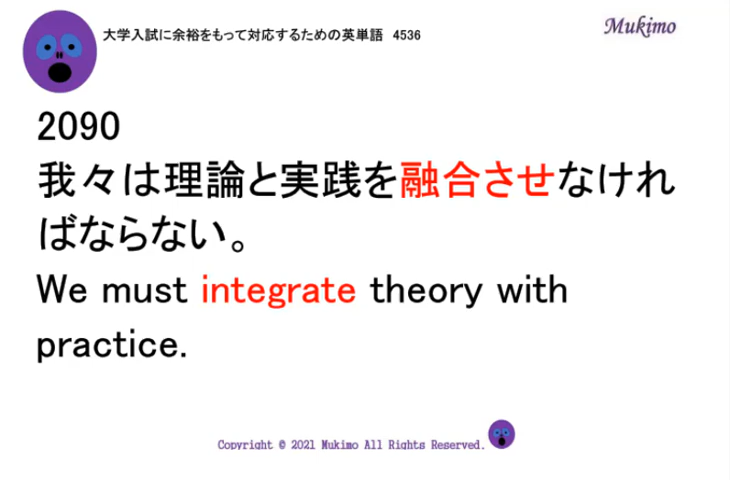 大学入試に余裕をもって対応するための英単語 4536
Mukimo
2090
我々は理論と実践を融合させなけれ
ばならない。
We must integrate theory with
practice.
Copyright © 2021 Mukimo All Rights Reserved.